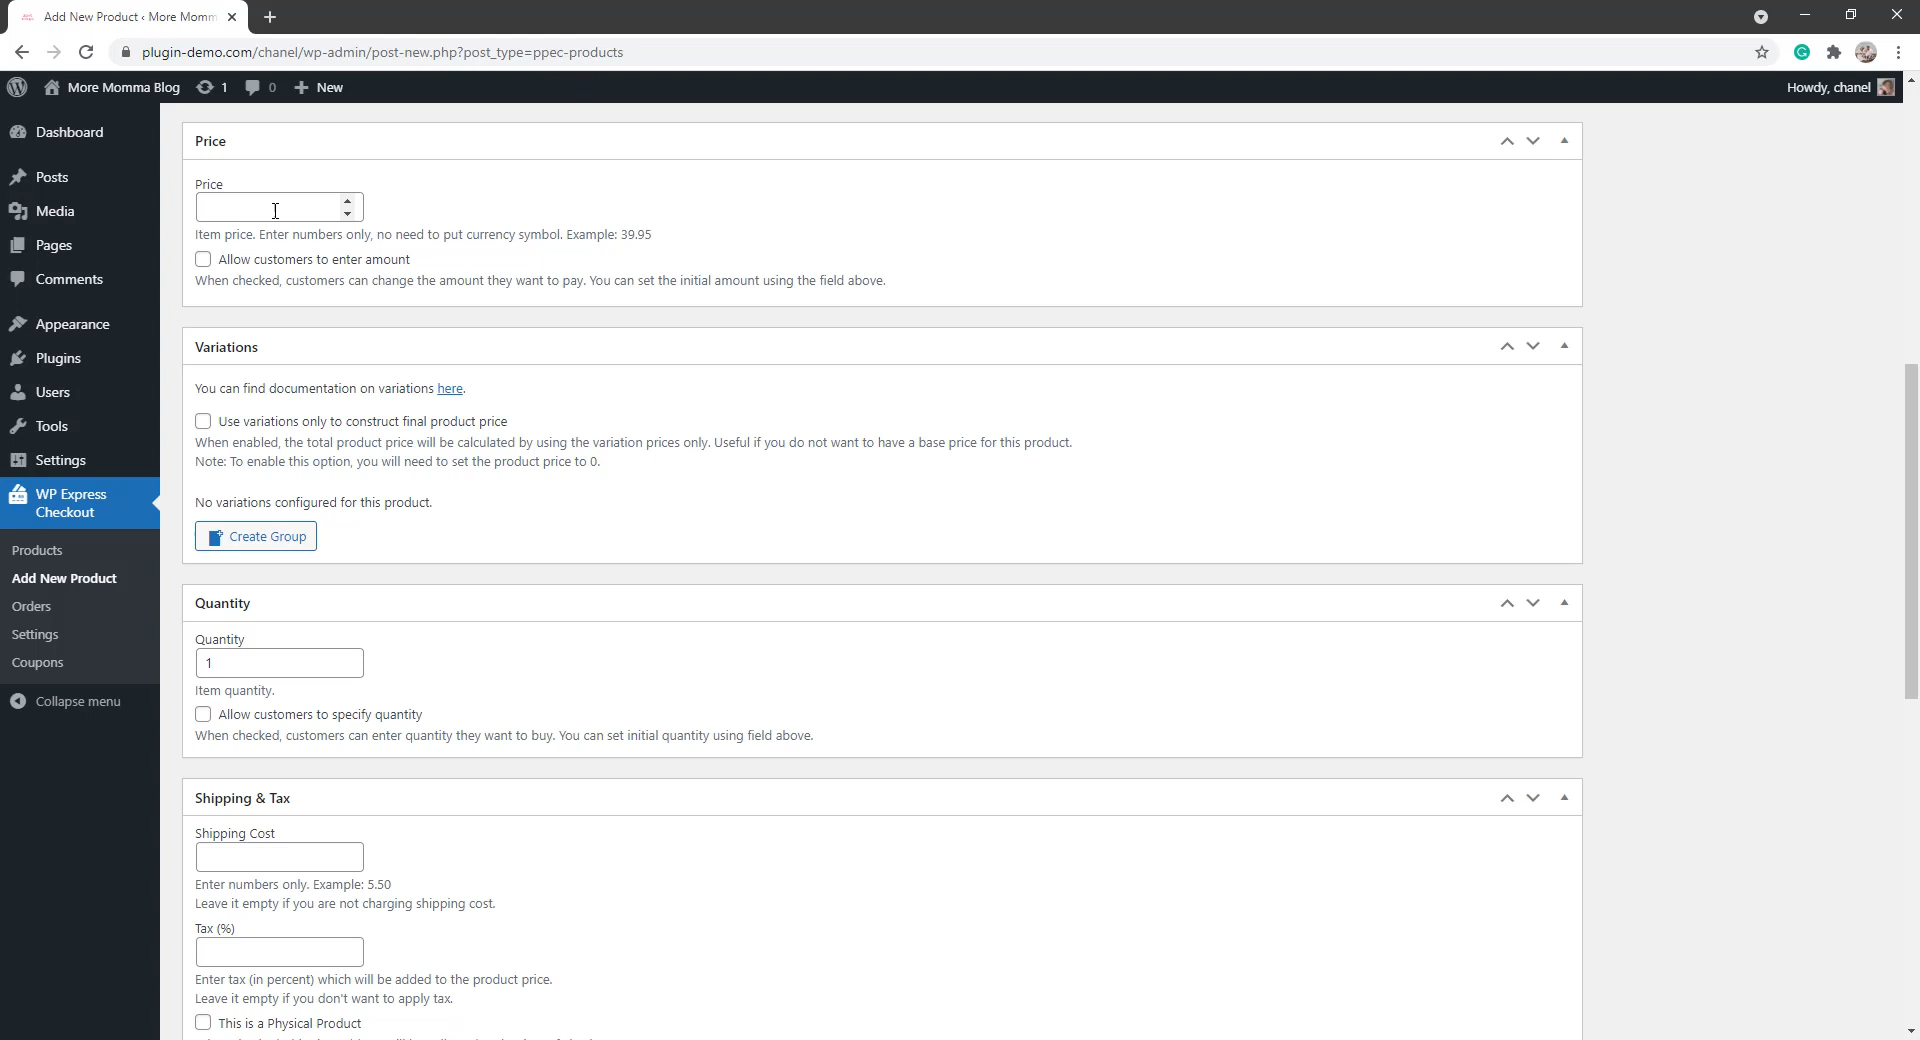 Add New Product ‹ More Momm
plugin-demo.com/chanel/wp-admin/post-new.php?post_type=ppec-products
More Momma Blog
1
0
New
Howdy, chanel
Dashboard
Posts
Media
Pages
Comments
Appearance
Plugins
Users
Tools
Settings
WP Express
Checkout
Products
Add New Product
Orders
Settings
Coupons
Collapse menu
Price
Price
Item price. Enter numbers only, no need to put currency symbol. Example: 39.95
Allow customers to enter amount
When checked, customers can change the amount they want to pay. You can set the initial amount using the field above.
Variations
You can find documentation on variations here.
Use variations only to construct final product price
When enabled, the total product price will be calculated by using the variation prices only. Useful if you do not want to have a base price for this product.
Note: To enable this option, you will need to set the product price to 0.
No variations configured for this product.
Create Group
Quantity
Quantity
1
Item quantity.
Allow customers to specify quantity
When checked, customers can enter quantity they want to buy. You can set initial quantity using field above.
Shipping & Tax
Shipping Cost
Enter numbers only. Example: 5.50
Leave it empty if you are not charging shipping cost.
Tax (%)
Enter tax (in percent) which will be added to the product price.
Leave it empty if you don't want to apply tax.
This is a Physical Product